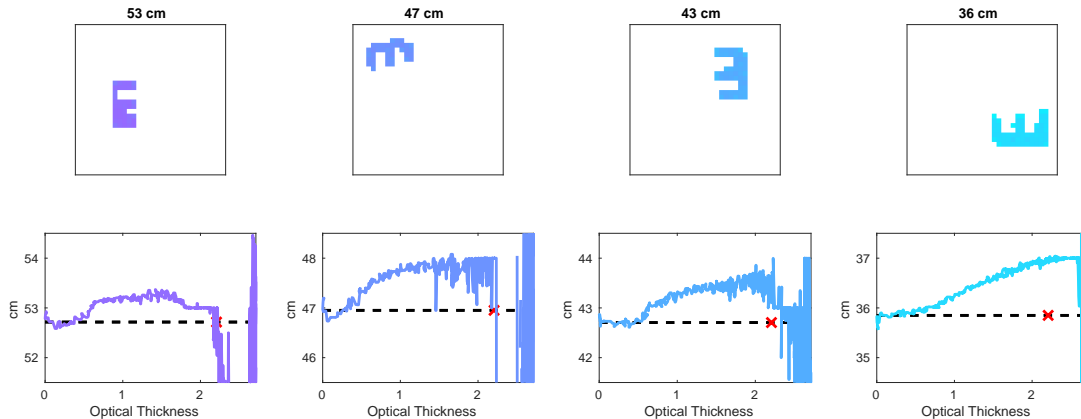 53 cm 47 cm 43 cm 36 cm
E E E E
54 48 44 37
53 47 43 36
52 46 42 35
cm cm cm cm
0 1 2 0 1 2 0 1 2 0 1 2
Optical Thickness Optical Thickness Optical Thickness Optical Thickness